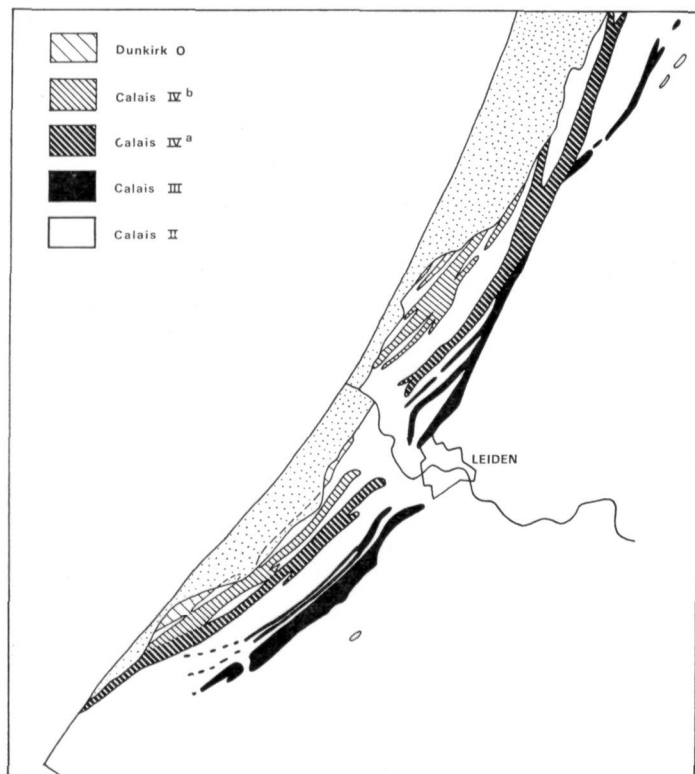 Dunkirk O
Calais IV b
Calais IV a
Calais III
Calais II
LEIDEN